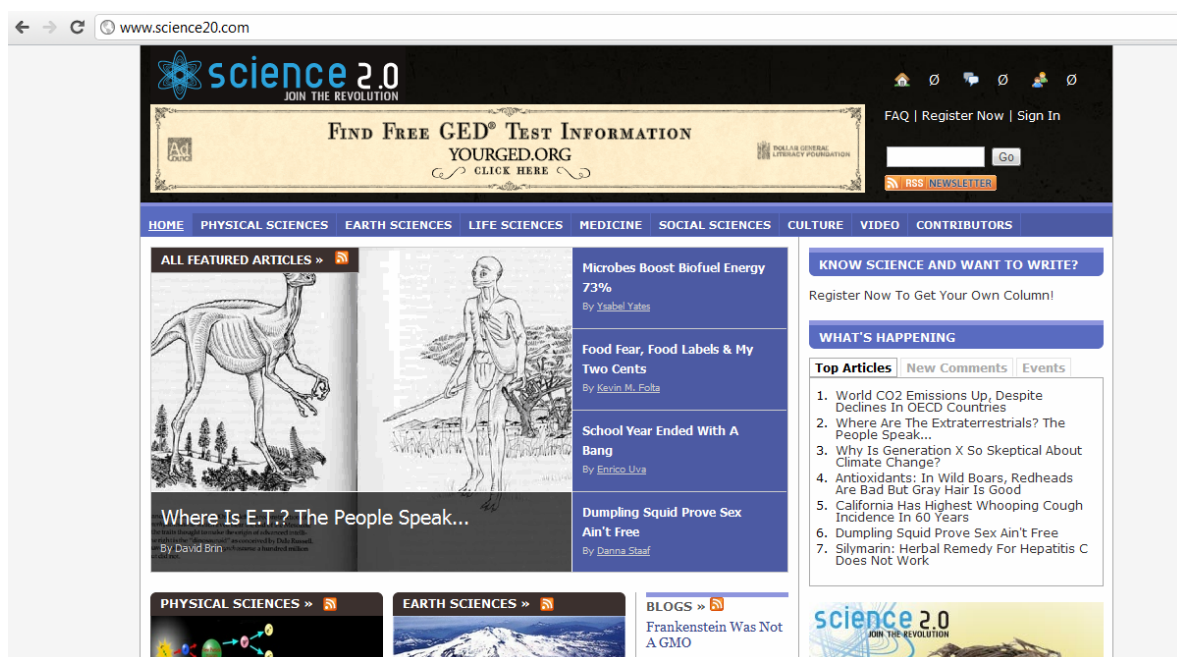 www.science20.com
science 2.0
JOIN THE REVOLUTION
Ø Ø Ø
FAQ | Register Now | Sign In
Ad
Council
FIND FREE GED® TEST INFORMATION
YOURGED.ORG
CLICK HERE
DOLLAR GENERAL
LITERACY FOUNDATION
Go
RSS NEWSLETTER
HOME PHYSICAL SCIENCES EARTH SCIENCES LIFE SCIENCES MEDICINE SOCIAL SCIENCES CULTURE VIDEO CONTRIBUTORS
ALL FEATURED ARTICLES »
Where Is E.T.? The People Speak...
By David Brin
Microbes Boost Biofuel Energy
73%
By Ysabel Yates
Food Fear, Food Labels & My
Two Cents
By Kevin M. Folta
School Year Ended With A
Bang
By Enrico Uva
Dumpling Squid Prove Sex
Ain't Free
By Danna Staaf
KNOW SCIENCE AND WANT TO WRITE?
Register Now To Get Your Own Column!
WHAT'S HAPPENING
Top Articles New Comments Events
1. World CO2 Emissions Up, Despite
Declines In OECD Countries
2. Where Are The Extraterrestrials? The
People Speak...
3. Why Is Generation X So Skeptical About
Climate Change?
4. Antioxidants: In Wild Boars, Redheads
Are Bad But Gray Hair Is Good
5. California Has Highest Whooping Cough
Incidence In 60 Years
6. Dumpling Squid Prove Sex Ain't Free
7. Silymarin: Herbal Remedy For Hepatitis C
Does Not Work
PHYSICAL SCIENCES »
EARTH SCIENCES »
BLOGS »
Frankenstein Was Not
A GMO
science 2.0
JOIN THE REVOLUTION